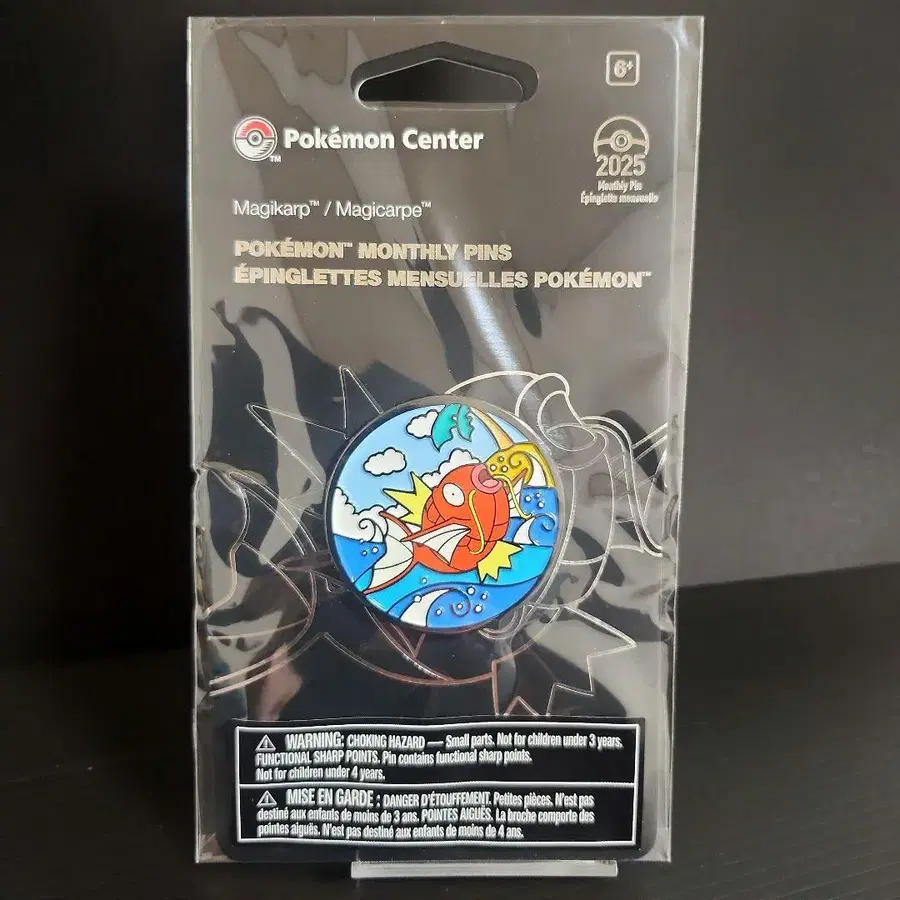 6+
Pokémon Center
TM
2025
Monthly Pin
Épinglette mensuelle
Magikarp™ / Magicarpe™
POKÉMON™ MONTHLY PINS
ÉPINGLETTES MENSUELLES POKÉMON™
WARNING: CHOKING HAZARD — Small parts. Not for children under 3 years.
FUNCTIONAL SHARP POINTS. Pin contains functional sharp points.
Not for children under 4 years.
MISE EN GARDE : DANGER D'ÉTOUFFEMENT. Petites pièces. N'est pas
destiné aux enfants de moins de 3 ans. POINTES AIGUËS. La broche comporte des
pointes aiguës. N'est pas destiné aux enfants de moins de 4 ans.